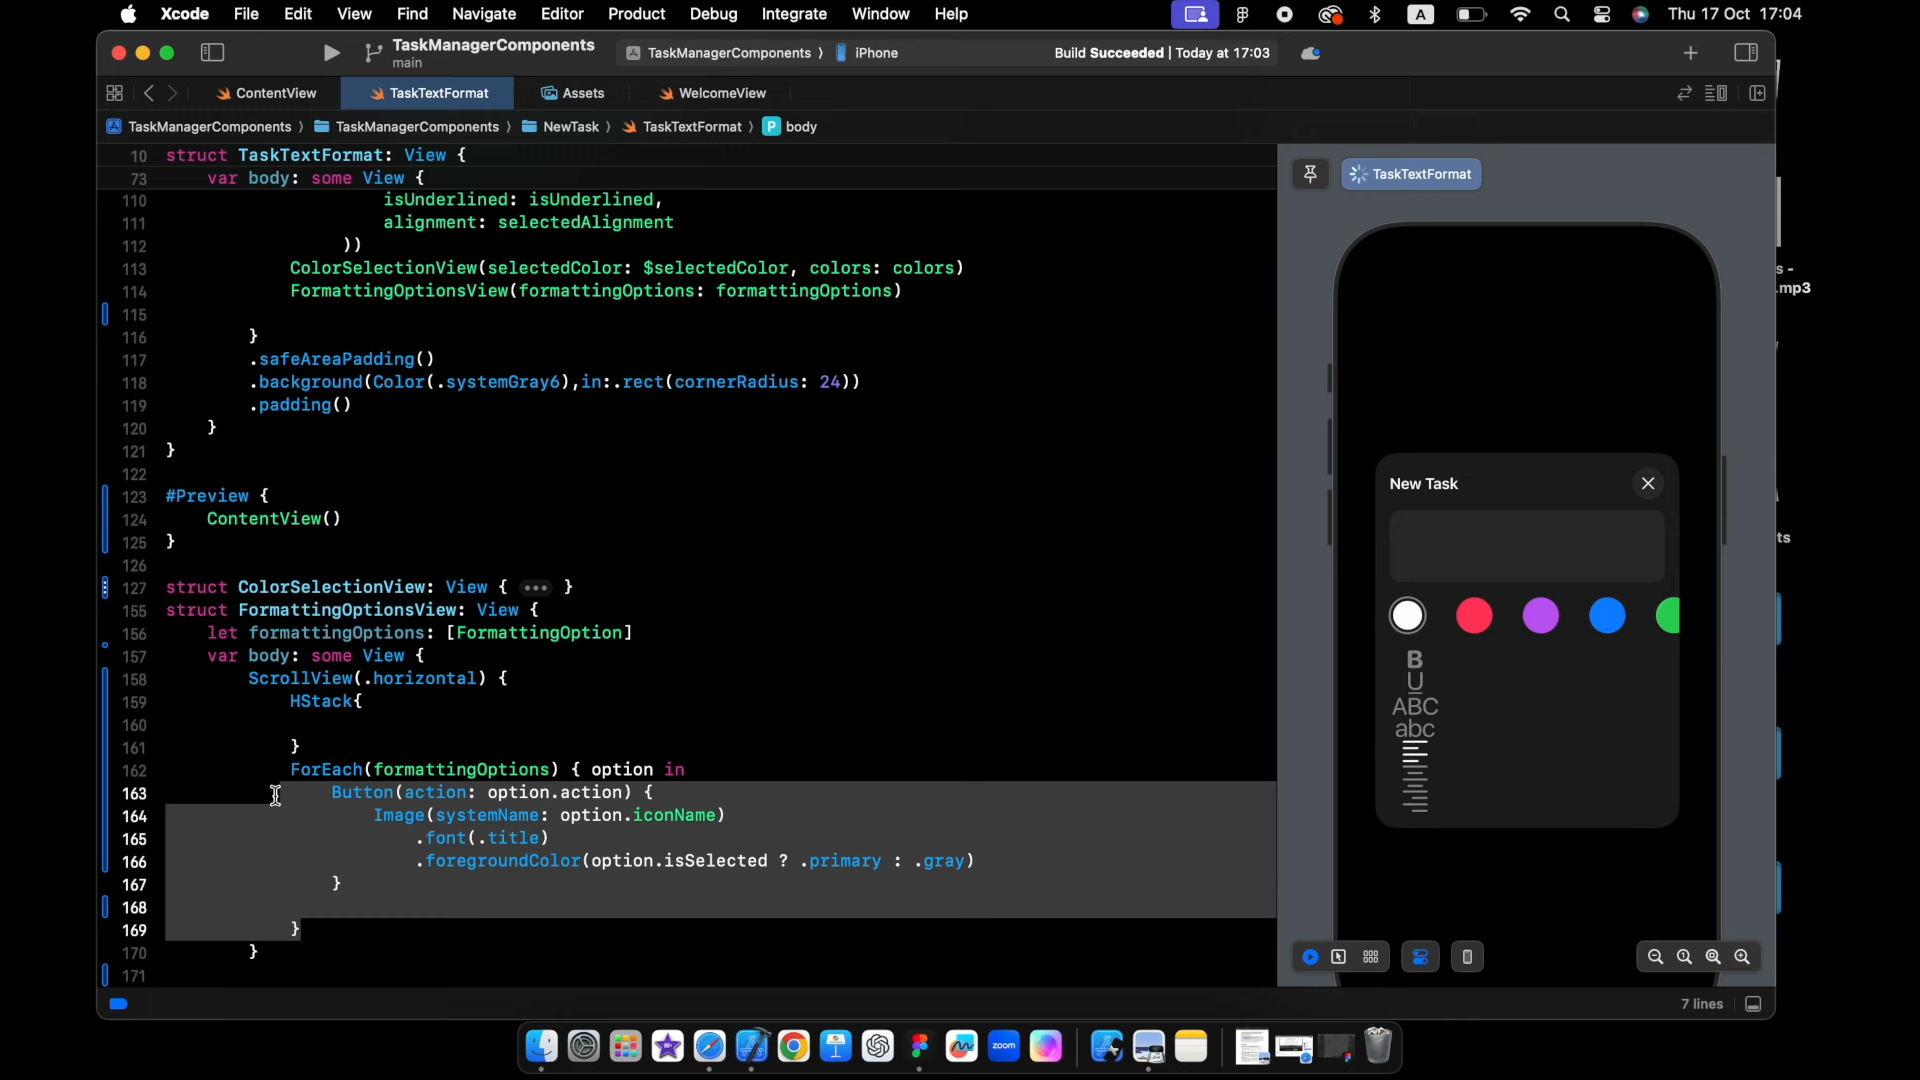 Xcode File Edit View Find Navigate Editor Product Debug Integrate Window Help A Thu 17 Oct 17:04
TaskManagerComponents
main
TaskManagerComponents 〉 iPhone Build Succeeded | Today at 17:03
ContentView TaskTextFormat Assets WelcomeView
TaskManagerComponents 〉 TaskManagerComponents 〉 NewTask 〉 TaskTextFormat 〉 P body
10 struct TaskTextFormat: View {
73 var body: some View {
110 isUnderlined: isUnderlined,
111 alignment: selectedAlignment
112 ))
113 ColorSelectionView(selectedColor: $selectedColor, colors: colors)
114 FormattingOptionsView(formattingOptions: formattingOptions)
115
116 }
117 .safeAreaPadding()
118 .background(Color(.systemGray6),in:.rect(cornerRadius: 24))
119 .padding()
120 }
121 }
122
123 #Preview {
124 ContentView()
125 }
126
127 struct ColorSelectionView: View { ••• }
155 struct FormattingOptionsView: View {
156 let formattingOptions: [FormattingOption]
157 var body: some View {
158 ScrollView(.horizontal) {
159 HStack{
160
161 }
162 ForEach(formattingOptions) { option in
163 Button(action: option.action) {
164 Image(systemName: option.iconName)
165 .font(.title)
166 .foregroundColor(option.isSelected ? .primary : .gray)
167 }
168
169 }
170 }
171
TaskTextFormat
New Task
B
U
ABC
abc
7 lines
s -
.mp3
ts
zoom